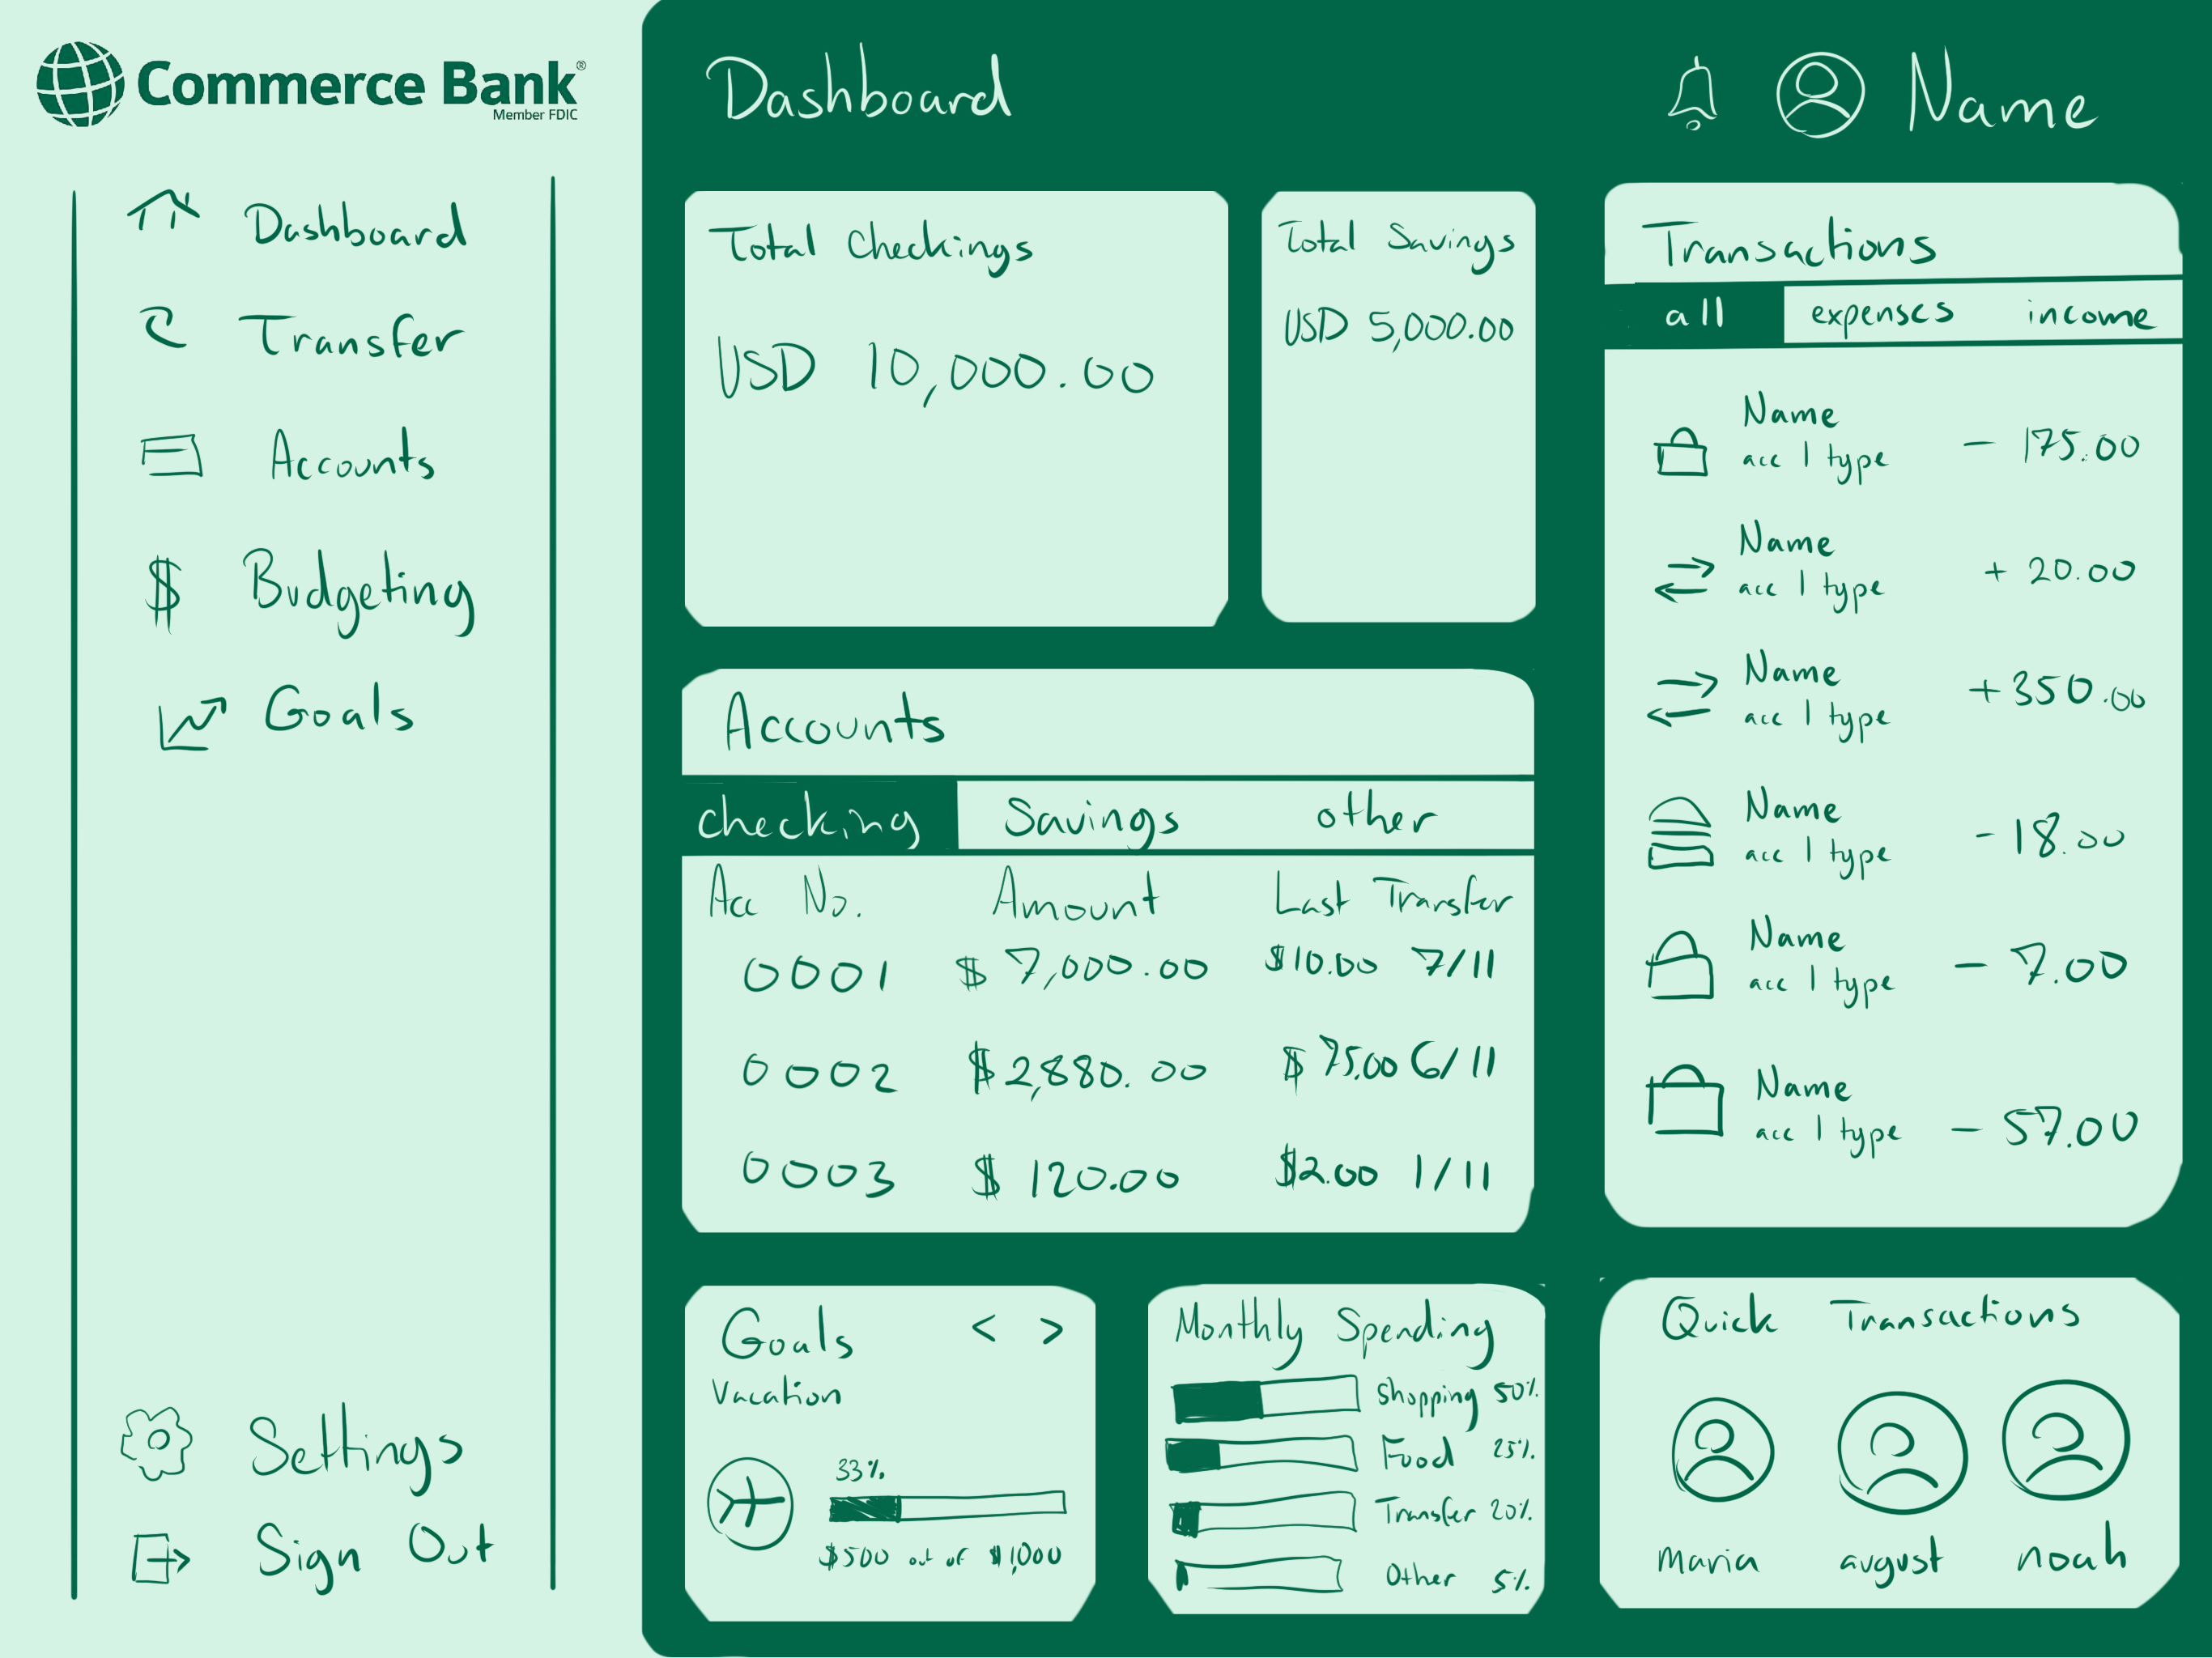 Commerce Bank®
Member FDIC
Dashboard
Transfer
Accounts
$ Budgeting
Goals
Settings
Sign Out
Dashboard
Name
Total Checkings
USD 10,000.00
Total Savings
USD 5,000.00
Accounts
checking Savings other
Acc No. Amount Last Transfer
0001 $7,000.00 $10.00 7/11
0002 $2,880.00 $75.00 6/11
0003 $120.00 $2.00 1/11
Transactions
all expenses income
Name
acc | type - 175.00
Name
acc | type + 20.00
Name
acc | type +350.00
Name
acc | type -18.00
Name
acc | type - 7.00
Name
acc | type - 57.00
Goals < >
Vacation
33%
$500 out of $1,000
Monthly Spending
Shopping 50%
Food 25%
Transfer 20%
Other 5%
Quick Transactions
maria august noah